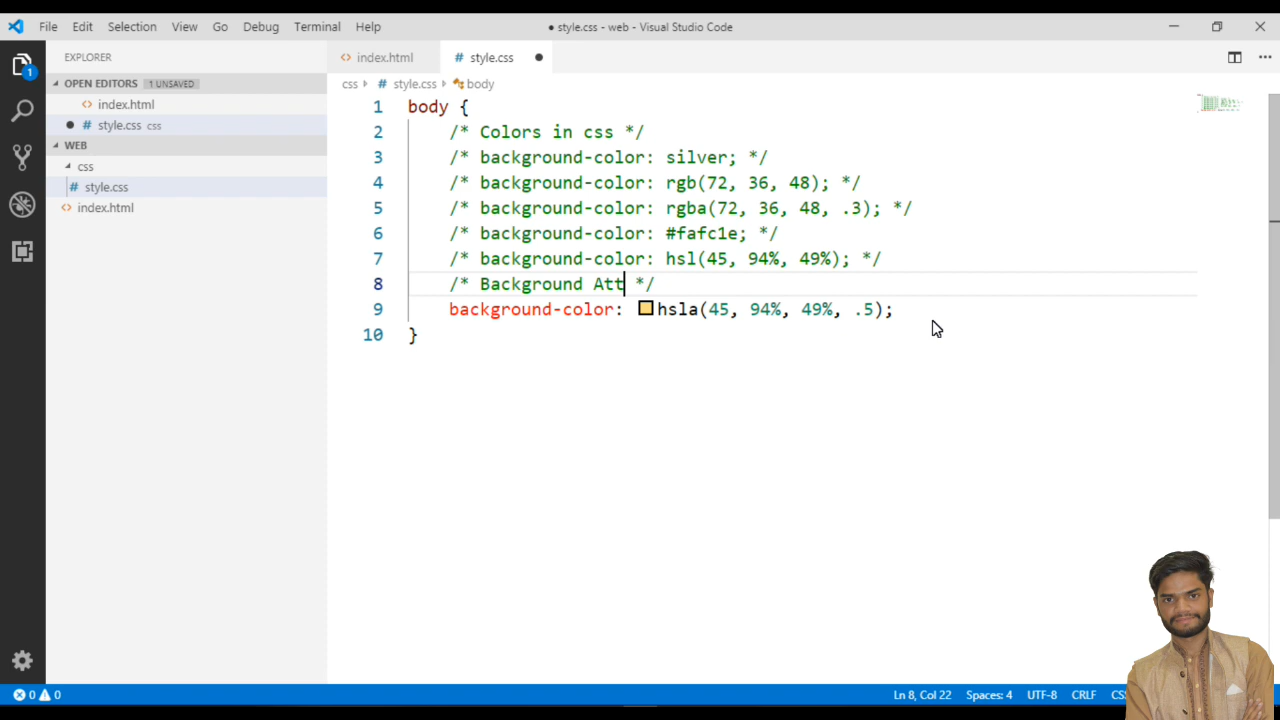 File Edit Selection View Go Debug Terminal Help
● style.css - web - Visual Studio Code
EXPLORER
<> index.html
# style.css ●
OPEN EDITORS 1 UNSAVED
<> index.html
● # style.css css
WEB
css
# style.css
<> index.html
1
css # style.css body
1 body {
2 /* Colors in css */
3 /* background-color: silver; */
4 /* background-color: rgb(72, 36, 48); */
5 /* background-color: rgba(72, 36, 48, .3); */
6 /* background-color: #fafc1e; */
7 /* background-color: hsl(45, 94%, 49%); */
8 /* Background Att */
9 background-color: hsla(45, 94%, 49%, .5);
10 }
0 0
Ln 8, Col 22 Spaces: 4 UTF-8 CRLF CSS